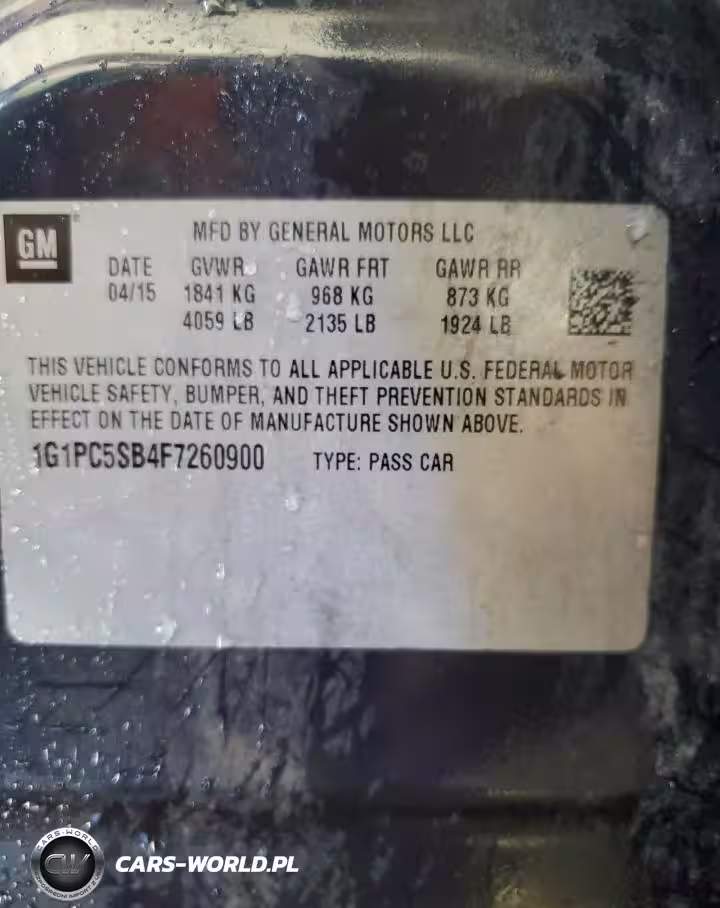 GM
MFD BY GENERAL MOTORS LLC
DATE GVWR GAWR FRT GAWR RR
04/15 1841 KG 968 KG 873 KG
4059 LB 2135 LB 1924 LB
THIS VEHICLE CONFORMS TO ALL APPLICABLE U.S. FEDERAL MOTOR
VEHICLE SAFETY, BUMPER, AND THEFT PREVENTION STANDARDS IN
EFFECT ON THE DATE OF MANUFACTURE SHOWN ABOVE.
1G1PC5SB4F7260900 TYPE: PASS CAR
CARS-WORLD
CW
CARS-WORLD.PL